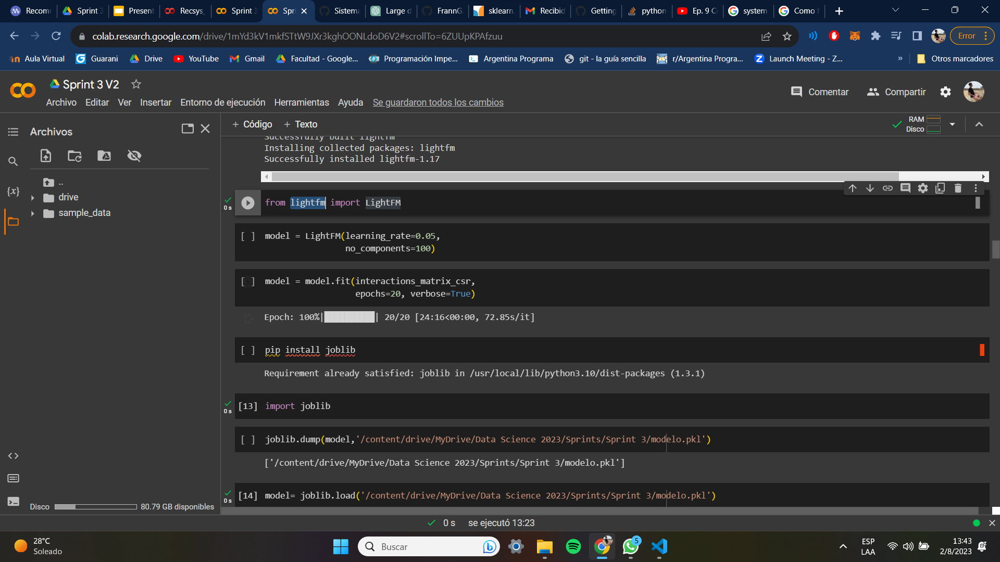 Recom
Sprint 3
Present
Recsys_
Sprint 3
Spri
Sistema
Large d
FrannG
sklearn.
Recibid
Getting
python
Ep. 9 C
system
Como
colab.research.google.com/drive/1mYd3kV1mkfSTtW9JXr3kghOONLdoD6V2#scrollTo=6ZUUpKPAfzuu
Error
Aula Virtual
Guarani
Drive
YouTube
Gmail
Facultad - Google...
Programación Impe...
Argentina Programa
git - la guía sencilla
r/Argentina Progra...
Launch Meeting - Z...
»
Otros marcadores
Sprint 3 V2
Comentar
Compartir
Archivo Editar Ver Insertar Entorno de ejecución Herramientas Ayuda Se guardaron todos los cambios
Archivos
+ Código + Texto
RAM
Disco
..
drive
sample_data
{x}
Successfully built lightfm
Installing collected packages: lightfm
Successfully installed lightfm-1.17
0 s
from lightfm import LightFM
[ ] model = LightFM(learning_rate=0.05,
no_components=100)
[ ] model = model.fit(interactions_matrix_csr,
epochs=20, verbose=True)
Epoch: 100%|██████████| 20/20 [24:16<00:00, 72.85s/it]
[ ] pip install joblib
Requirement already satisfied: joblib in /usr/local/lib/python3.10/dist-packages (1.3.1)
0 s
[13] import joblib
[ ] joblib.dump(model,'/content/drive/MyDrive/Data Science 2023/Sprints/Sprint 3/modelo.pkl')
['/content/drive/MyDrive/Data Science 2023/Sprints/Sprint 3/modelo.pkl']
0 s
[14] model= joblib.load('/content/drive/MyDrive/Data Science 2023/Sprints/Sprint 3/modelo.pkl')
Disco 80.79 GB disponibles
0 s se ejecutó 13:23
28°C
Soleado
Buscar
5
ESP
LAA
13:43
2/8/2023